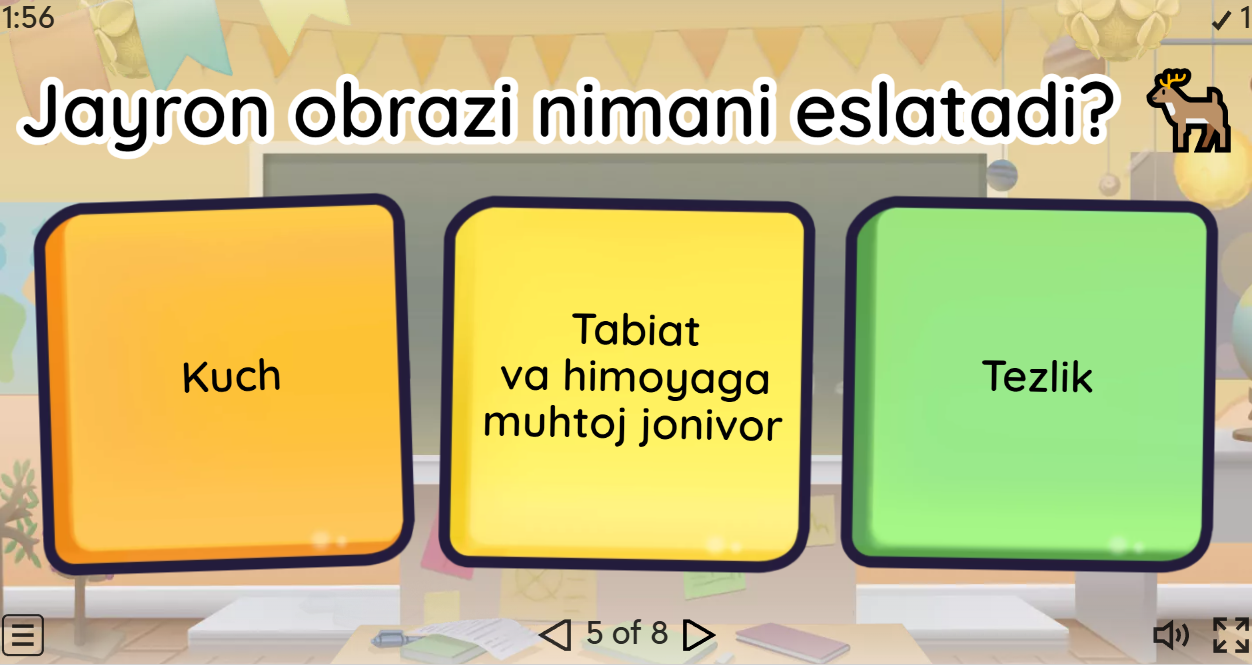 1:56
✓ 1
Jayron obrazi nimani eslatadi?
Kuch
Tabiat
va himoyaga
muhtoj jonivor
Tezlik
5 of 8